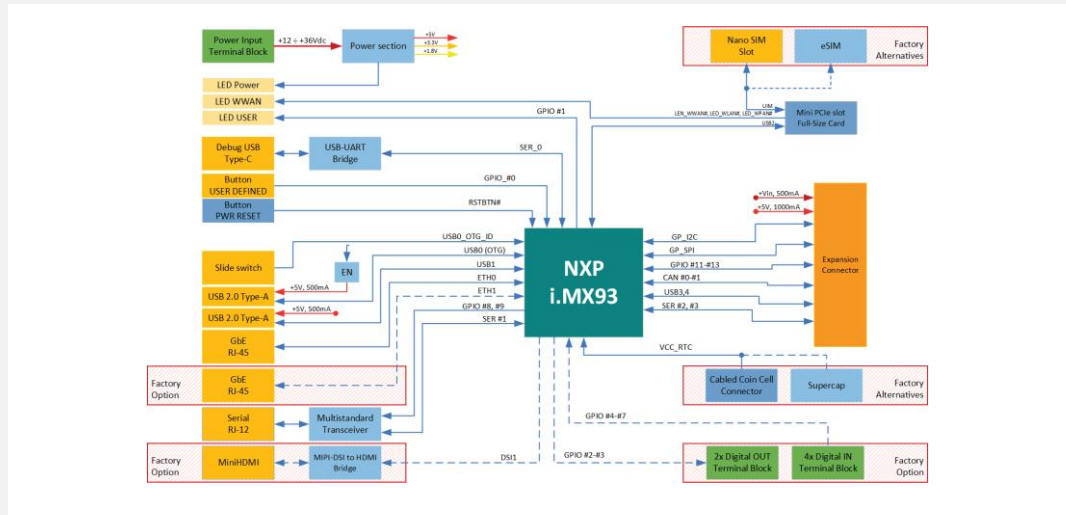 Power Input
Terminal Block
+12 ÷ +36Vdc
Power section
+5V
+3.3V
+1.8V
Nano SIM
Slot
eSIM
Factory
Alternatives
LED Power
LED WWAN
LED USER
GPIO #1
UIM
LEN_WWAN#, LED_WLAN#, LED_WPAN#
USB2
Mini PCIe slot
Full-Size Card
Debug USB
Type-C
USB-UART
Bridge
SER_0
Button
USER DEFINED
GPIO_#0
Button
PWR RESET
RSTBTN#
+Vin, 500mA
+5V, 1000mA
Slide switch
USB0_OTG_ID
EN
USB0 (OTG)
+5V, 500mA
USB 2.0 Type-A
USB1
+5V, 500mA
USB 2.0 Type-A
ETH0
ETH1
GPIO #8, #9
SER #1
NXP
i.MX93
GP_I2C
GP_SPI
GPIO #11-#13
CAN #0-#1
USB3,4
SER #2, #3
Expansion
Connector
GbE
RJ-45
Factory
Option
GbE
RJ-45
VCC_RTC
Cabled Coin Cell
Connector
Supercap
Factory
Alternatives
Serial
RJ-12
Multistandard
Transceiver
GPIO #4-#7
Factory
Option
MiniHDMI
MIPI-DSI to HDMI
Bridge
DSI1
GPIO #2-#3
2x Digital OUT
Terminal Block
4x Digital IN
Terminal Block
Factory
Option